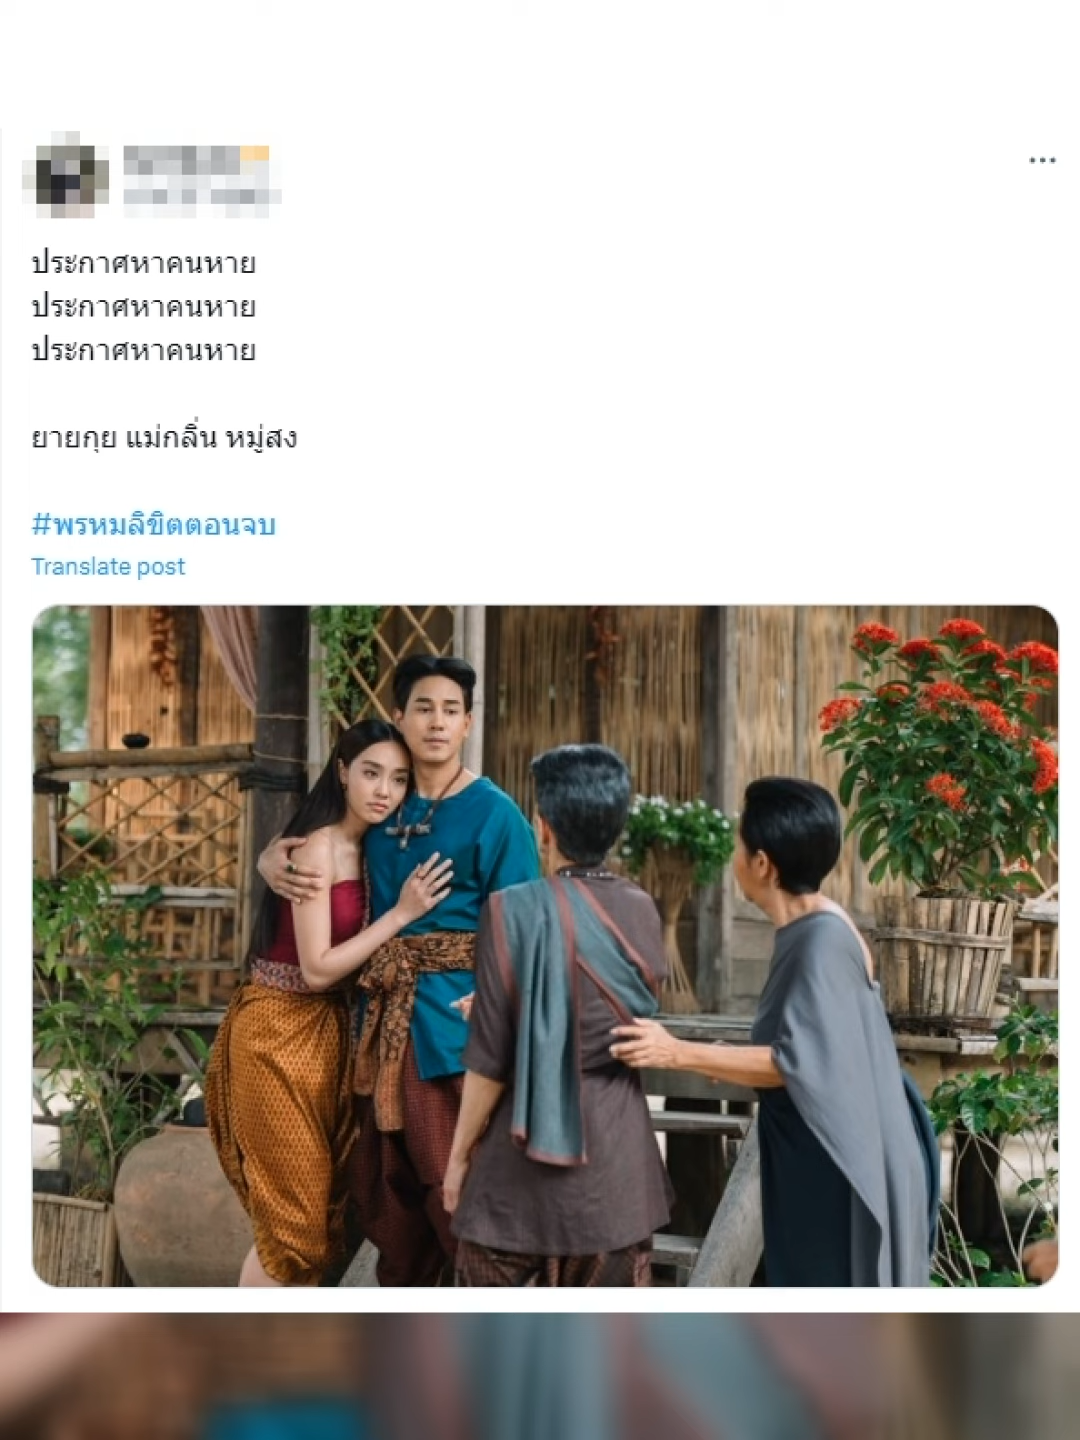 ประกาศหาคนหาย
ประกาศหาคนหาย
ประกาศหาคนหาย
ยายกุย แม่กลิ่น หมู่สง
#พรหมลิขิตตอนจบ
Translate post